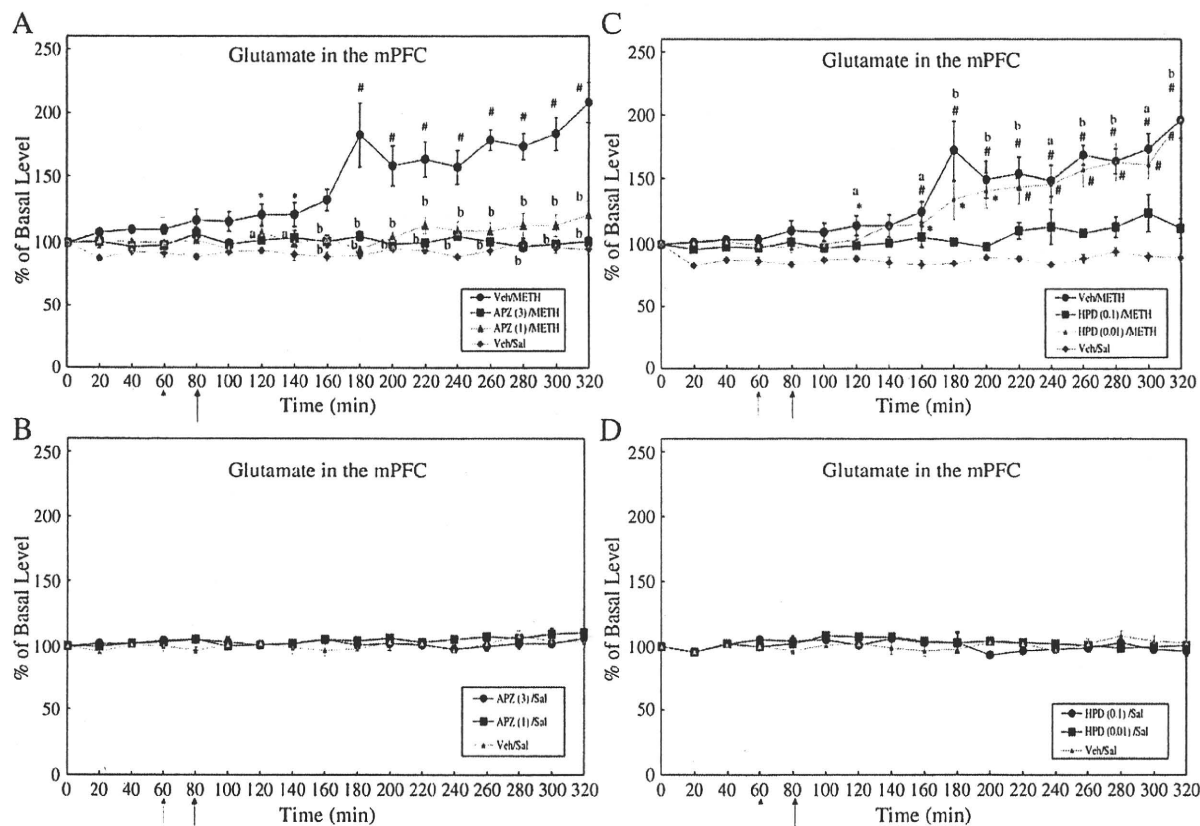 A
Glutamate in the mPFC
% of Basal Level
250
200
150
100
50
0
# # # # # # # #
* *
b b b b b b b
a a b b b b b b b b b
b
Veh/METH
APZ (3) /METH
APZ (1) /METH
Veh/Sal
0 20 40 60 80 100 120 140 160 180 200 220 240 260 280 300 320
Time (min)
C
Glutamate in the mPFC
% of Basal Level
250
200
150
100
50
0
b b b a b b a b
# # # # # # # #
a a
* #
* * * # # # # # #
Veh/METH
HPD (0.1) /METH
HPD (0.01) /METH
Veh/Sal
0 20 40 60 80 100 120 140 160 180 200 220 240 260 280 300 320
Time (min)
B
Glutamate in the mPFC
% of Basal Level
250
200
150
100
50
0
APZ (3) /Sal
APZ (1) /Sal
Veh/Sal
0 20 40 60 80 100 120 140 160 180 200 220 240 260 280 300 320
Time (min)
D
Glutamate in the mPFC
% of Basal Level
250
200
150
100
50
0
HPD (0.1) /Sal
HPD (0.01) /Sal
Veh/Sal
0 20 40 60 80 100 120 140 160 180 200 220 240 260 280 300 320
Time (min)